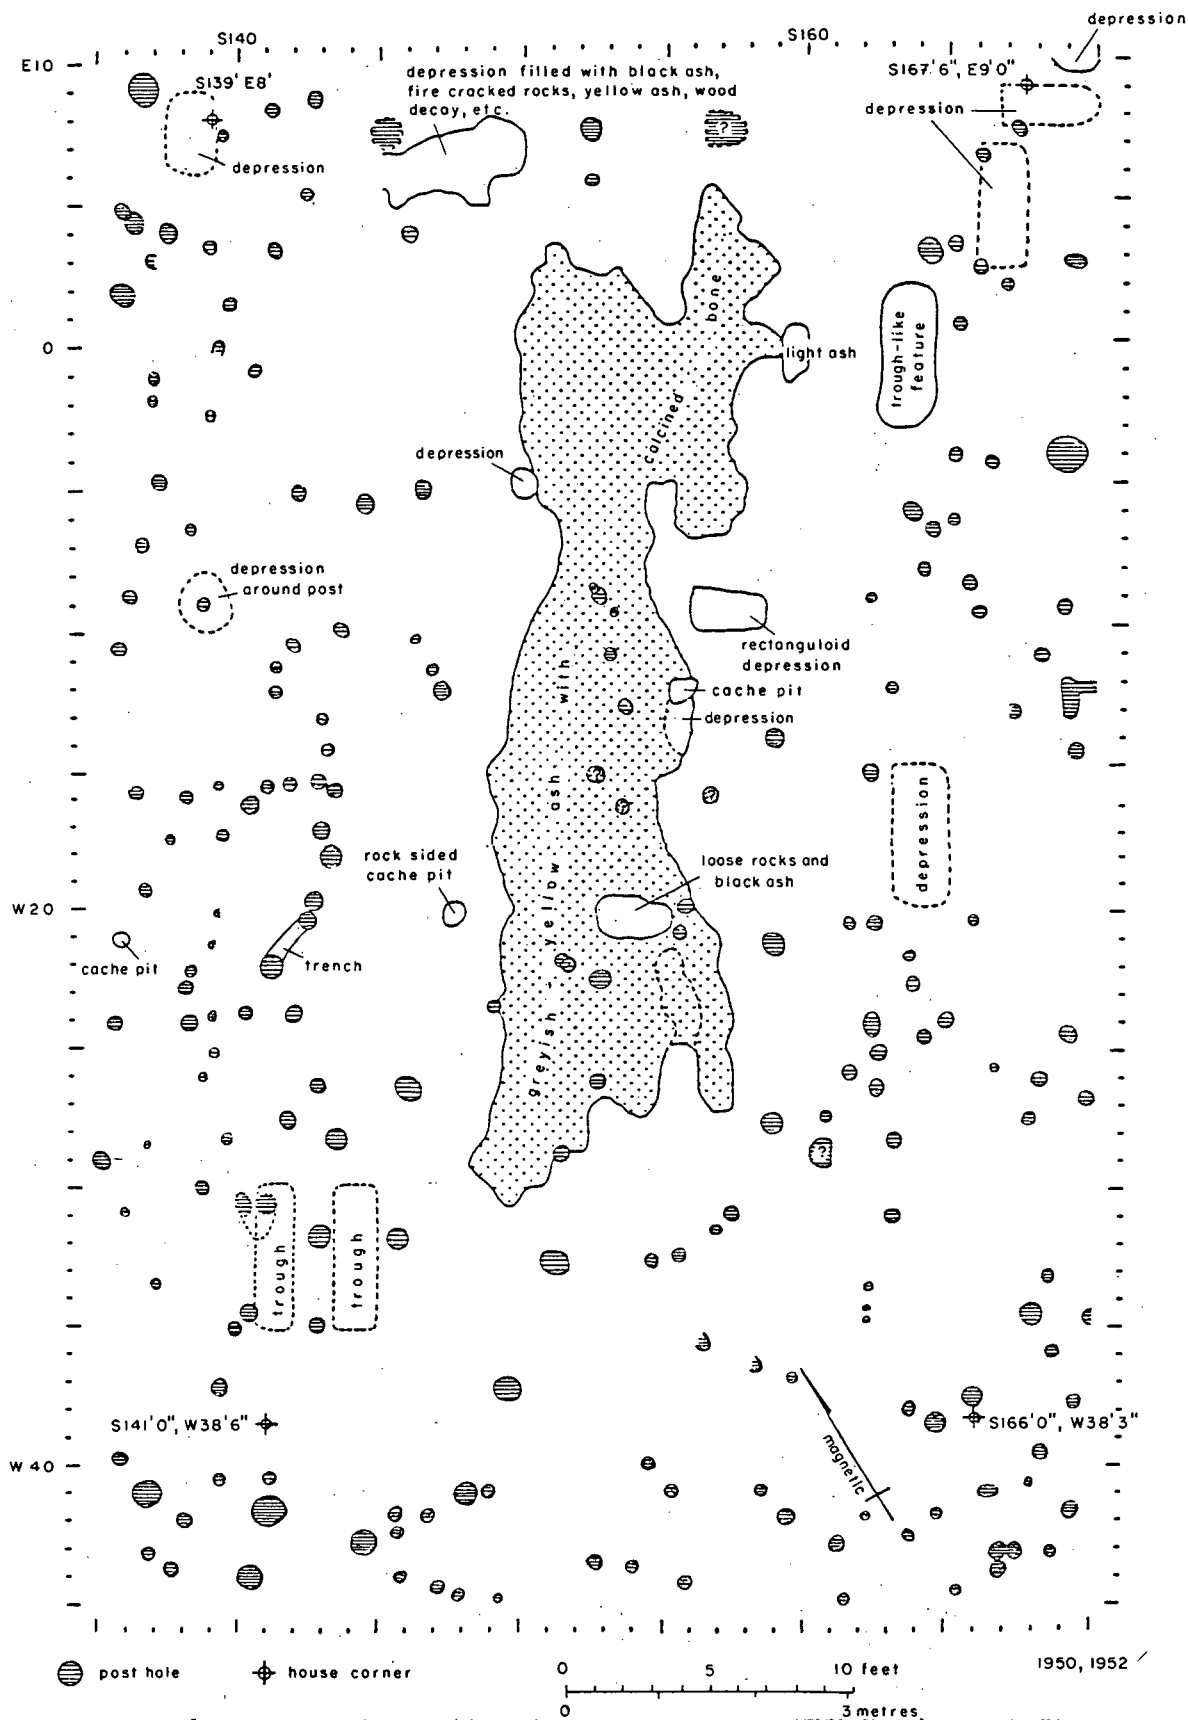 depression
S140
S160
E10
S139' E8'
depression filled with black ash,
fire cracked rocks, yellow ash, wood
decay, etc.
S167'6", E9'0"
depression
?
depression
bone
0
light ash
trough-like
feature
calcined
depression
depression
around post
rectanguloid
depression
with
cache pit
depression
?
ash
depression
rock sided
cache pit
loose rocks and
black ash
yellow
W20
cache pit
trench
greyish -
?
trough
trough
S141'0", W38'6"
S166'0", W38'3"
magnetic
W40
post hole
house corner
0 5 10 feet
1950, 1952
0 3 metres